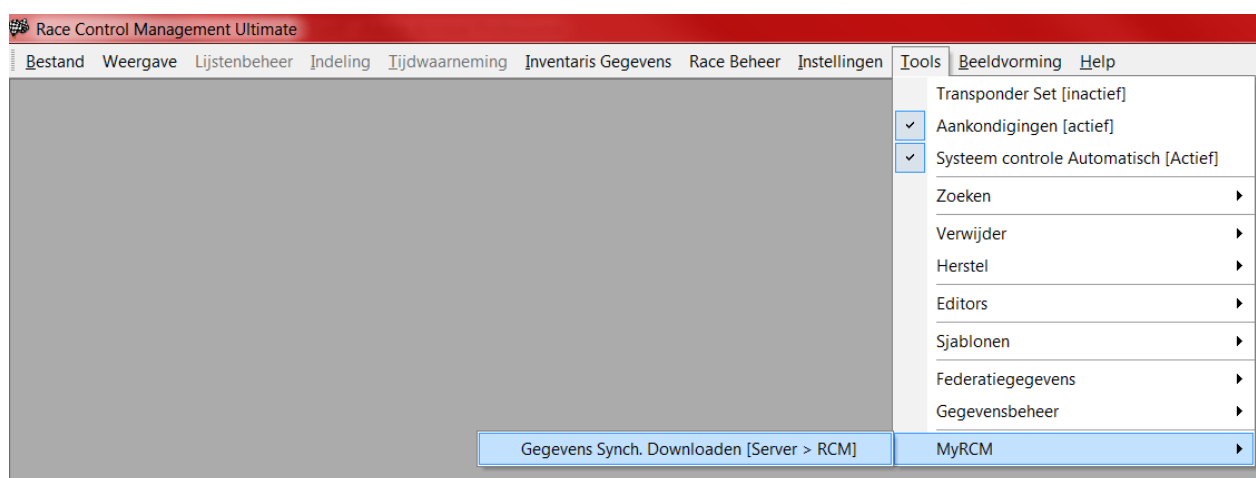 Race Control Management Ultimate
Bestand Weergave Lijstenbeheer Indeling Tijdwaarneming Inventaris Gegevens Race Beheer Instellingen Tools Beeldvorming Help
Transponder Set [inactief]
Aankondigingen [actief]
Systeem controle Automatisch [Actief]
Zoeken
Verwijder
Herstel
Editors
Sjablonen
Federatiegegevens
Gegevensbeheer
Gegevens Synch. Downloaden [Server > RCM] MyRCM